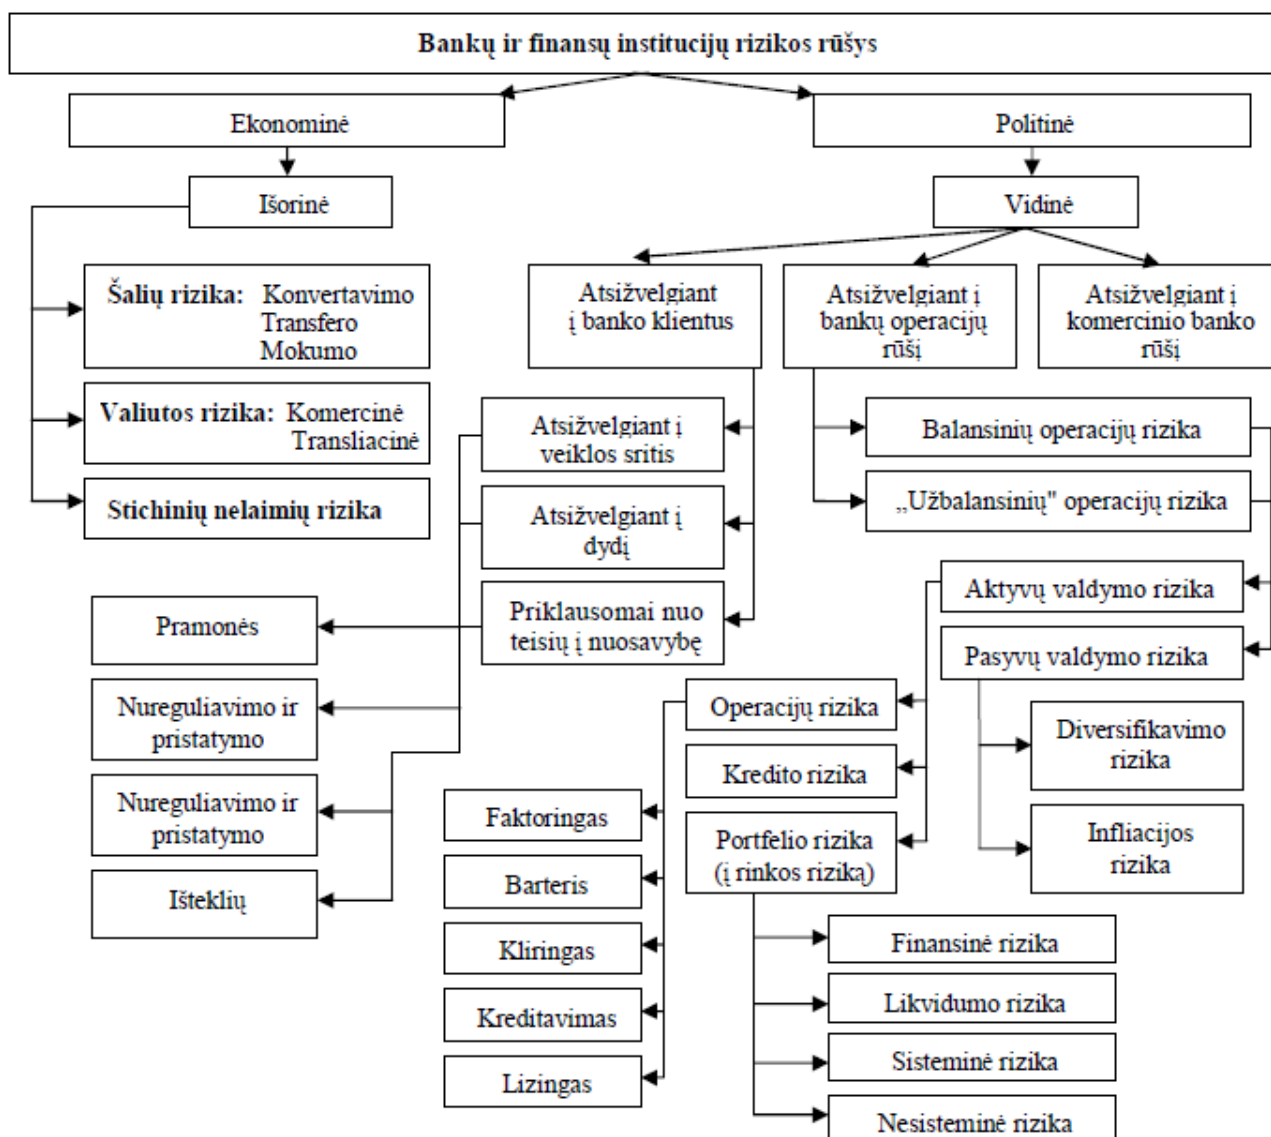 Bankų ir finansų institucijų rizikos rūšys
Ekonominė
Politinė
Išorinė
Vidinė
Šalių rizika: Konvertavimo
Transfero
Mokumo
Atsižvelgiant
į banko klientus
Atsižvelgiant į
bankų operacijų
rūšį
Atsižvelgiant į
komercinio banko
rūšį
Valiutos rizika: Komercinė
Transliacinė
Atsižvelgiant į
veiklos sritis
Balansinių operacijų rizika
Stichinių nelaimių rizika
Atsižvelgiant į
dydį
„Užbalansinių" operacijų rizika
Pramonės
Priklausomai nuo
teisių į nuosavybę
Aktyvų valdymo rizika
Pasyvų valdymo rizika
Nureguliavimo ir
pristatymo
Operacijų rizika
Diversifikavimo
rizika
Kredito rizika
Nureguliavimo ir
pristatymo
Faktoringas
Portfelio rizika
(į rinkos riziką)
Infliacijos
rizika
Išteklių
Barteris
Kliringas
Finansinė rizika
Kreditavimas
Likvidumo rizika
Lizingas
Sisteminė rizika
Nesisteminė rizika